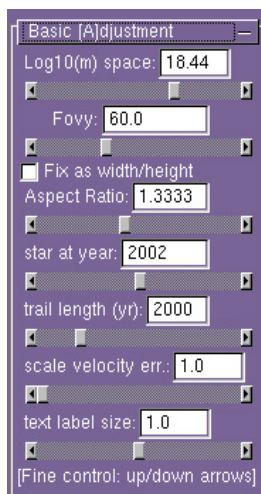 Basic [A]djustment
Log10(m) space: 18.44
Fovy: 60.0
Fix as width/height
Aspect Ratio: 1.3333
star at year: 2002
trail length (yr): 2000
scale velocity err.: 1.0
text label size: 1.0
[Fine control: up/down arrows]